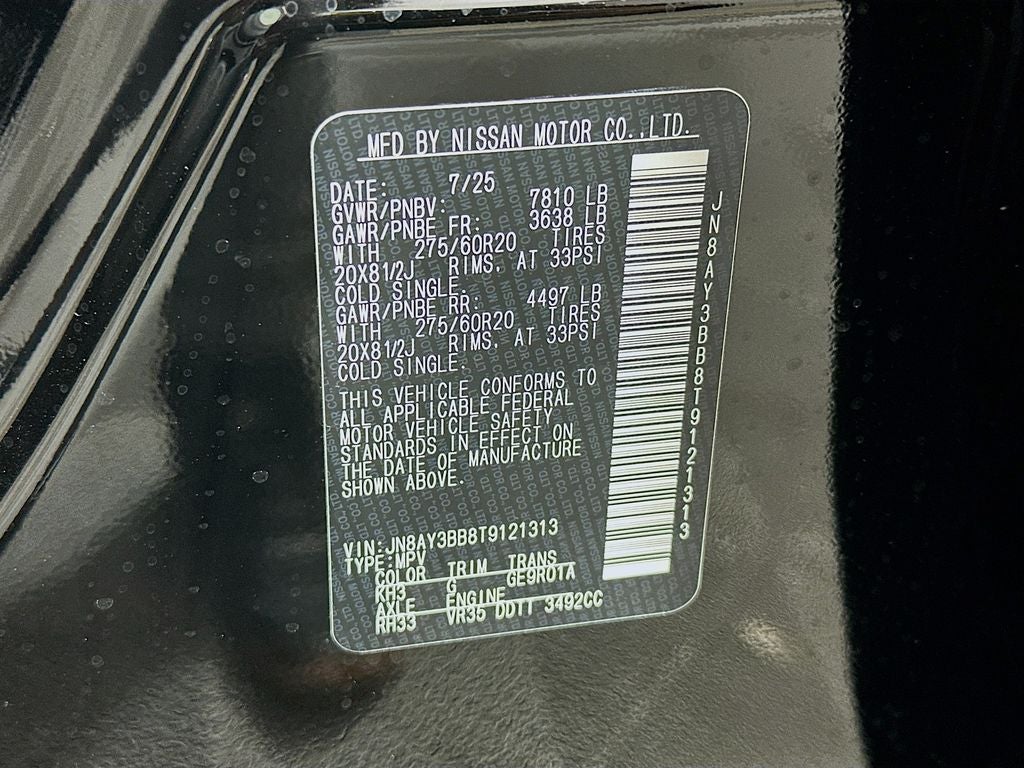 MFD BY NISSAN MOTOR CO.,LTD.
DATE: 7/25
GVWR/PNBV: 7810 LB
GAWR/PNBE FR: 3638 LB
WITH 275/60R20 TIRES
20X81/2J RIMS, AT 33PSI
COLD SINGLE.
GAWR/PNBE RR: 4497 LB
WITH 275/60R20 TIRES
20X81/2J RIMS, AT 33PSI
COLD SINGLE.
THIS VEHICLE CONFORMS TO
ALL APPLICABLE FEDERAL
MOTOR VEHICLE SAFETY
STANDARDS IN EFFECT ON
THE DATE OF MANUFACTURE
SHOWN ABOVE.
VIN:JN8AY3BB8T9121313
TYPE:MPV
COLOR TRIM TRANS
KH3 G GE9R01A
AXLE ENGINE
RH33 VR35 DDTT 3492CC
JN8AY3BB8T9121313